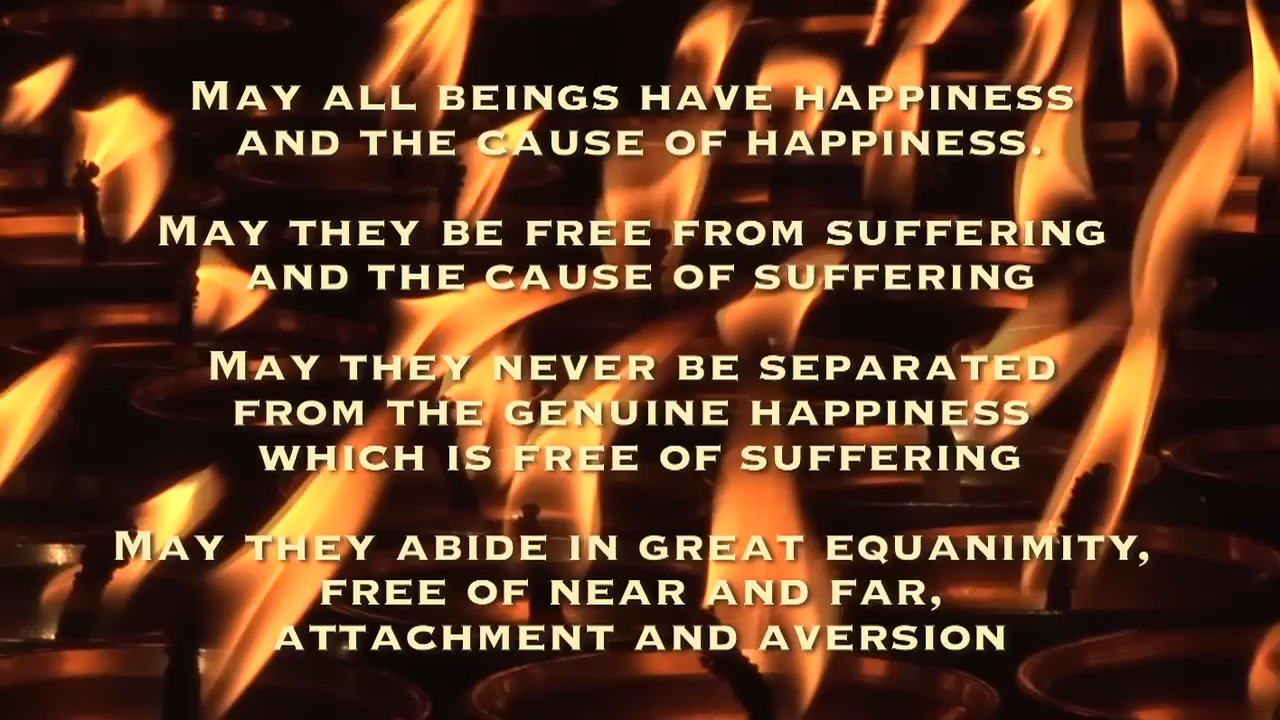 May all beings have happiness
and the cause of happiness.
May they be free from suffering
and the cause of suffering
May they never be separated
from the genuine happiness
which is free of suffering
May they abide in great equanimity,
free of near and far,
attachment and aversion